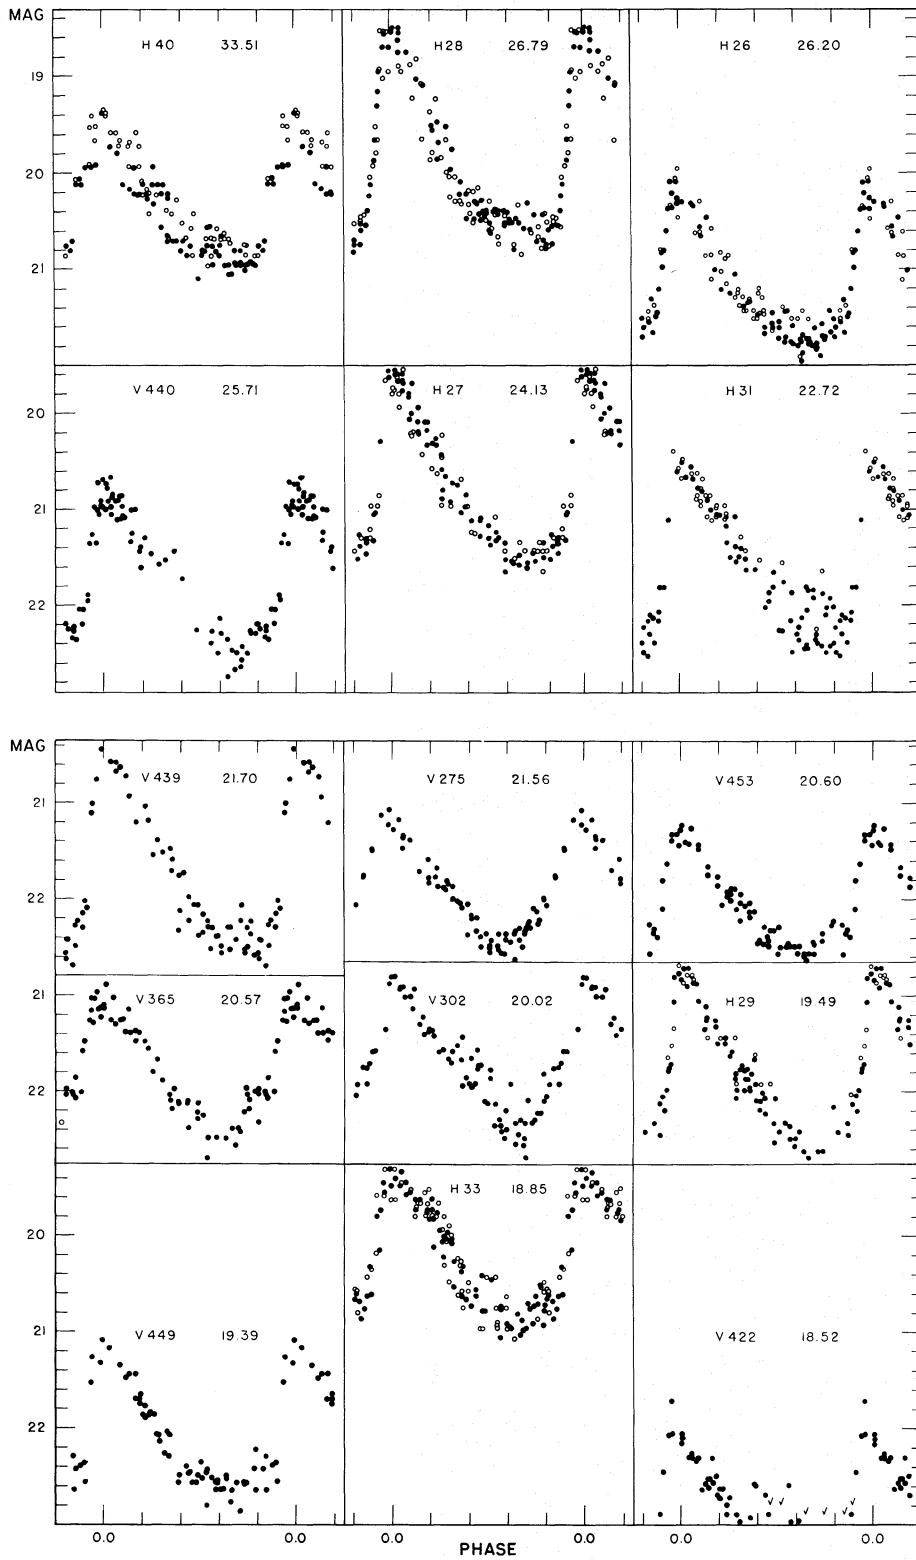 MAG
H 40 33.51
H28 26.79
H 26 26.20
19
20
21
V 440 25.71
H27 24.13
H 31 22.72
20
21
22
MAG
V 439 21.70
V 275 21.56
V 453 20.60
21
22
V 365 20.57
V 302 20.02
H29 19.49
21
22
H 33 18.85
20
21
V 449 19.39
V 422 18.52
22
0.0 0.0 0.0 0.0 0.0 0.0
PHASE